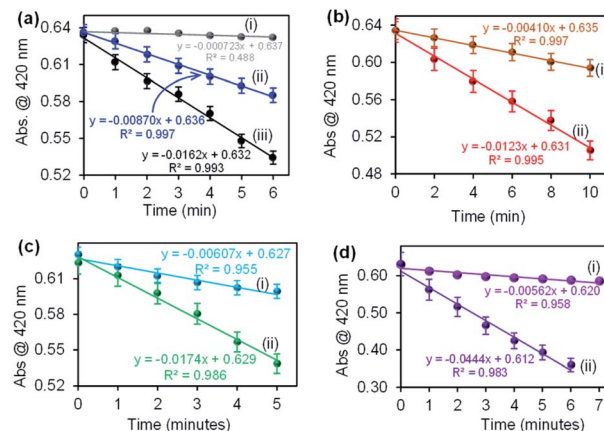 (a)
Abs. @ 420 nm
0.64
0.61
0.58
0.55
0.52
(i)
y = -0.000723x + 0.637
R² = 0.488
(ii)
y = -0.00870x + 0.636
R² = 0.997
(iii)
y = -0.0162x + 0.632
R² = 0.993
0 1 2 3 4 5 6
Time (min)
(b)
Abs @ 420 nm
0.64
0.60
0.56
0.52
0.48
y = -0.00410x + 0.635
R² = 0.997
(i)
(ii)
y = -0.0123x + 0.631
R² = 0.995
0 2 4 6 8 10
Time (min)
(c)
Abs @ 420 nm
0.61
0.58
0.55
0.52
y = -0.00607x + 0.627
R² = 0.955
(i)
(ii)
y = -0.0174x + 0.629
R² = 0.986
0 1 2 3 4 5
Time (minutes)
(d)
Abs @ 420 nm
0.60
0.50
0.40
0.30
(i)
y = -0.00562x + 0.620
R² = 0.958
y = -0.0444x + 0.612
R² = 0.983
(ii)
0 1 2 3 4 5 6 7
Time (minutes)